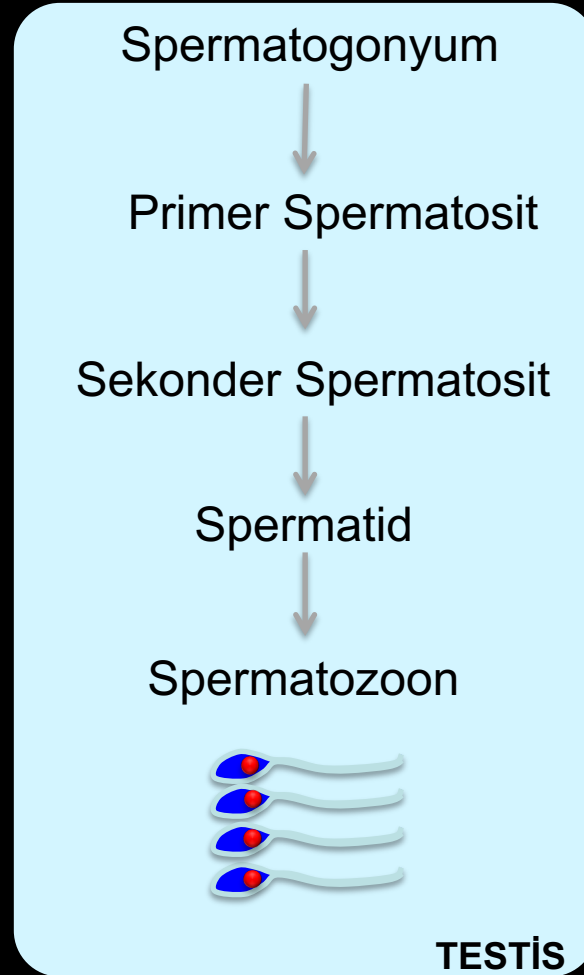 Spermatogonyum
Primer Spermatosit
Sekonder Spermatosit
Spermatid
Spermatozoon
TESTİS